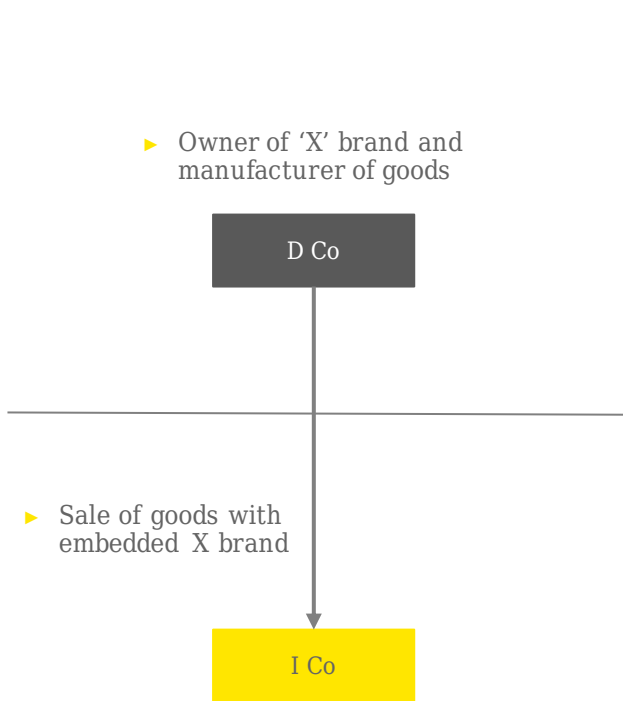 ► Owner of ‘X’ brand and
manufacturer of goods
D Co
► Sale of goods with
embedded X brand
I Co